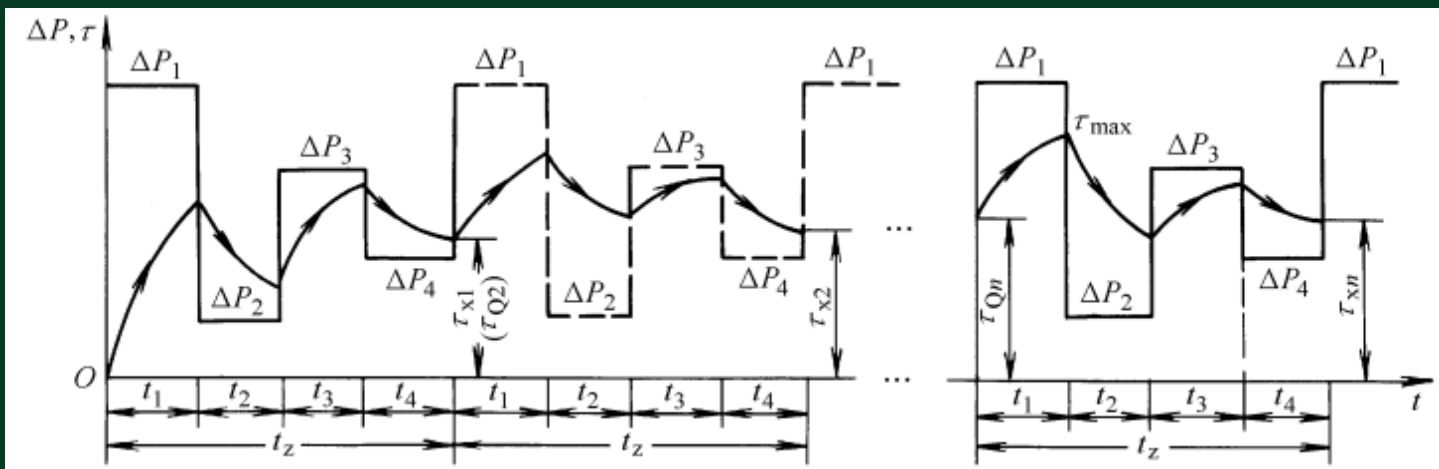 ΔP, τ
ΔP₁ ΔP₁ ΔP₁ ΔP₁ ΔP₁
τmax
ΔP₃ ΔP₃ ΔP₃
ΔP₂ ΔP₄ ΔP₂ ΔP₄ ΔP₂ ΔP₄
τx1
(τQ2)
τx2
...
τQn
τxn
O
t₁ t₂ t₃ t₄ t₁ t₂ t₃ t₄ ... t₁ t₂ t₃ t₄ t
tz tz tz